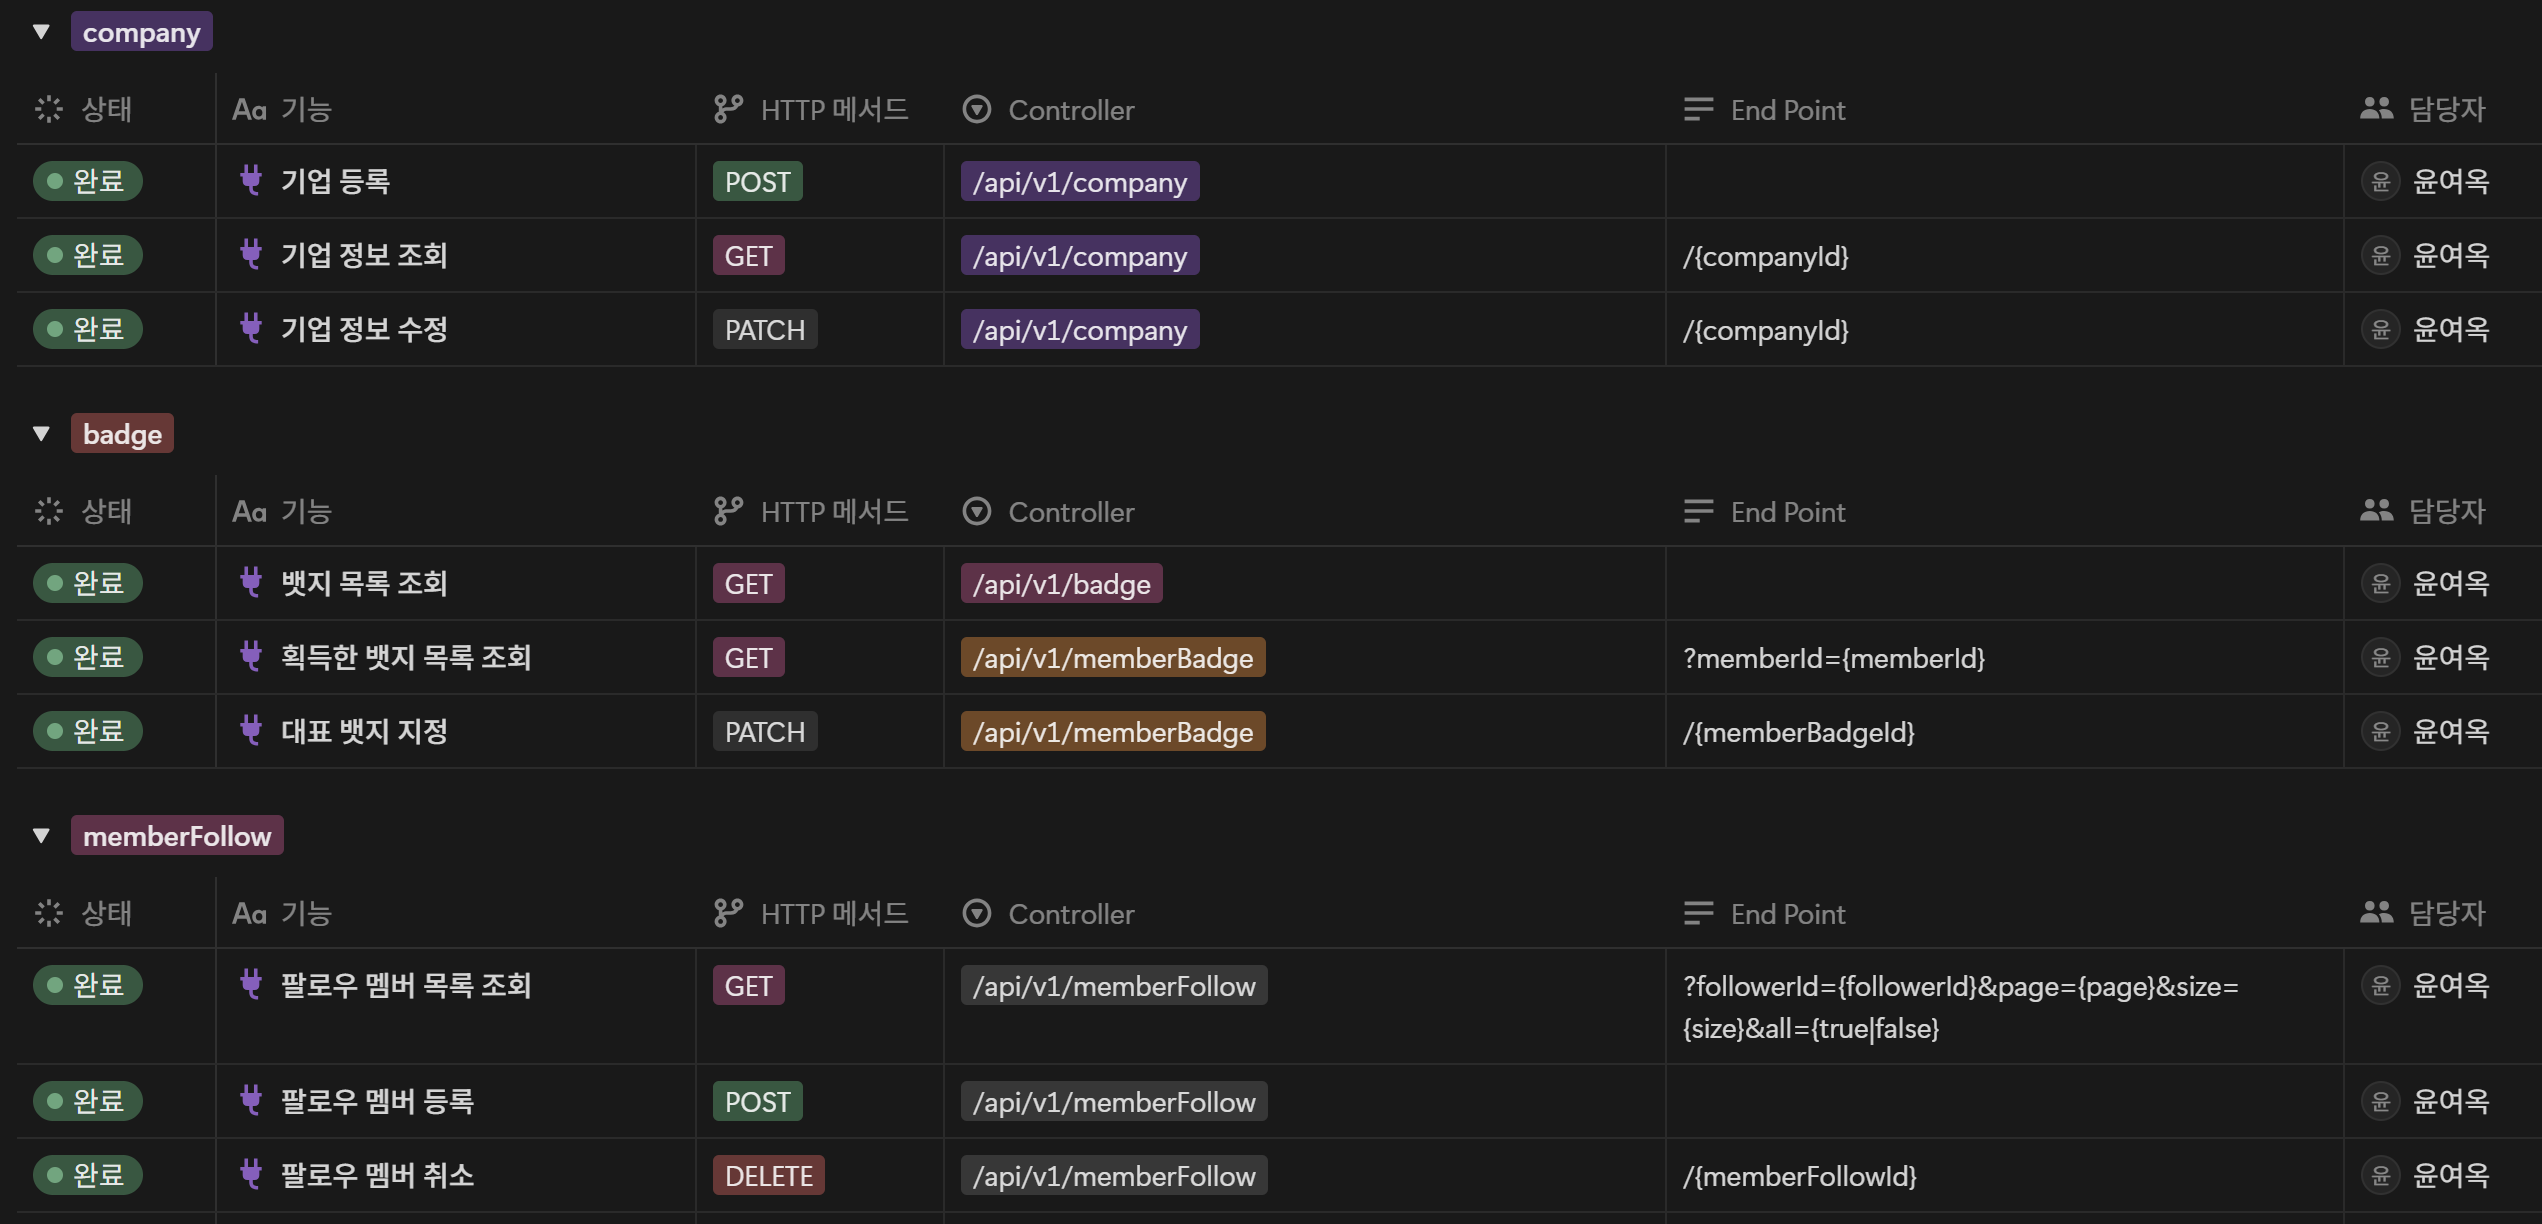 company
상태 Aa 기능 HTTP 메서드 Controller End Point 담당자
완료 기업 등록 POST /api/v1/company 윤 윤여옥
완료 기업 정보 조회 GET /api/v1/company /{companyId} 윤 윤여옥
완료 기업 정보 수정 PATCH /api/v1/company /{companyId} 윤 윤여옥
badge
상태 Aa 기능 HTTP 메서드 Controller End Point 담당자
완료 뱃지 목록 조회 GET /api/v1/badge 윤 윤여옥
완료 획득한 뱃지 목록 조회 GET /api/v1/memberBadge ?memberId={memberId} 윤 윤여옥
완료 대표 뱃지 지정 PATCH /api/v1/memberBadge /{memberBadgeId} 윤 윤여옥
memberFollow
상태 Aa 기능 HTTP 메서드 Controller End Point 담당자
완료 팔로우 멤버 목록 조회 GET /api/v1/memberFollow ?followerId={followerId}&page={page}&size= 윤 윤여옥
{size}&all={true|false}
완료 팔로우 멤버 등록 POST /api/v1/memberFollow 윤 윤여옥
완료 팔로우 멤버 취소 DELETE /api/v1/memberFollow /{memberFollowId} 윤 윤여옥